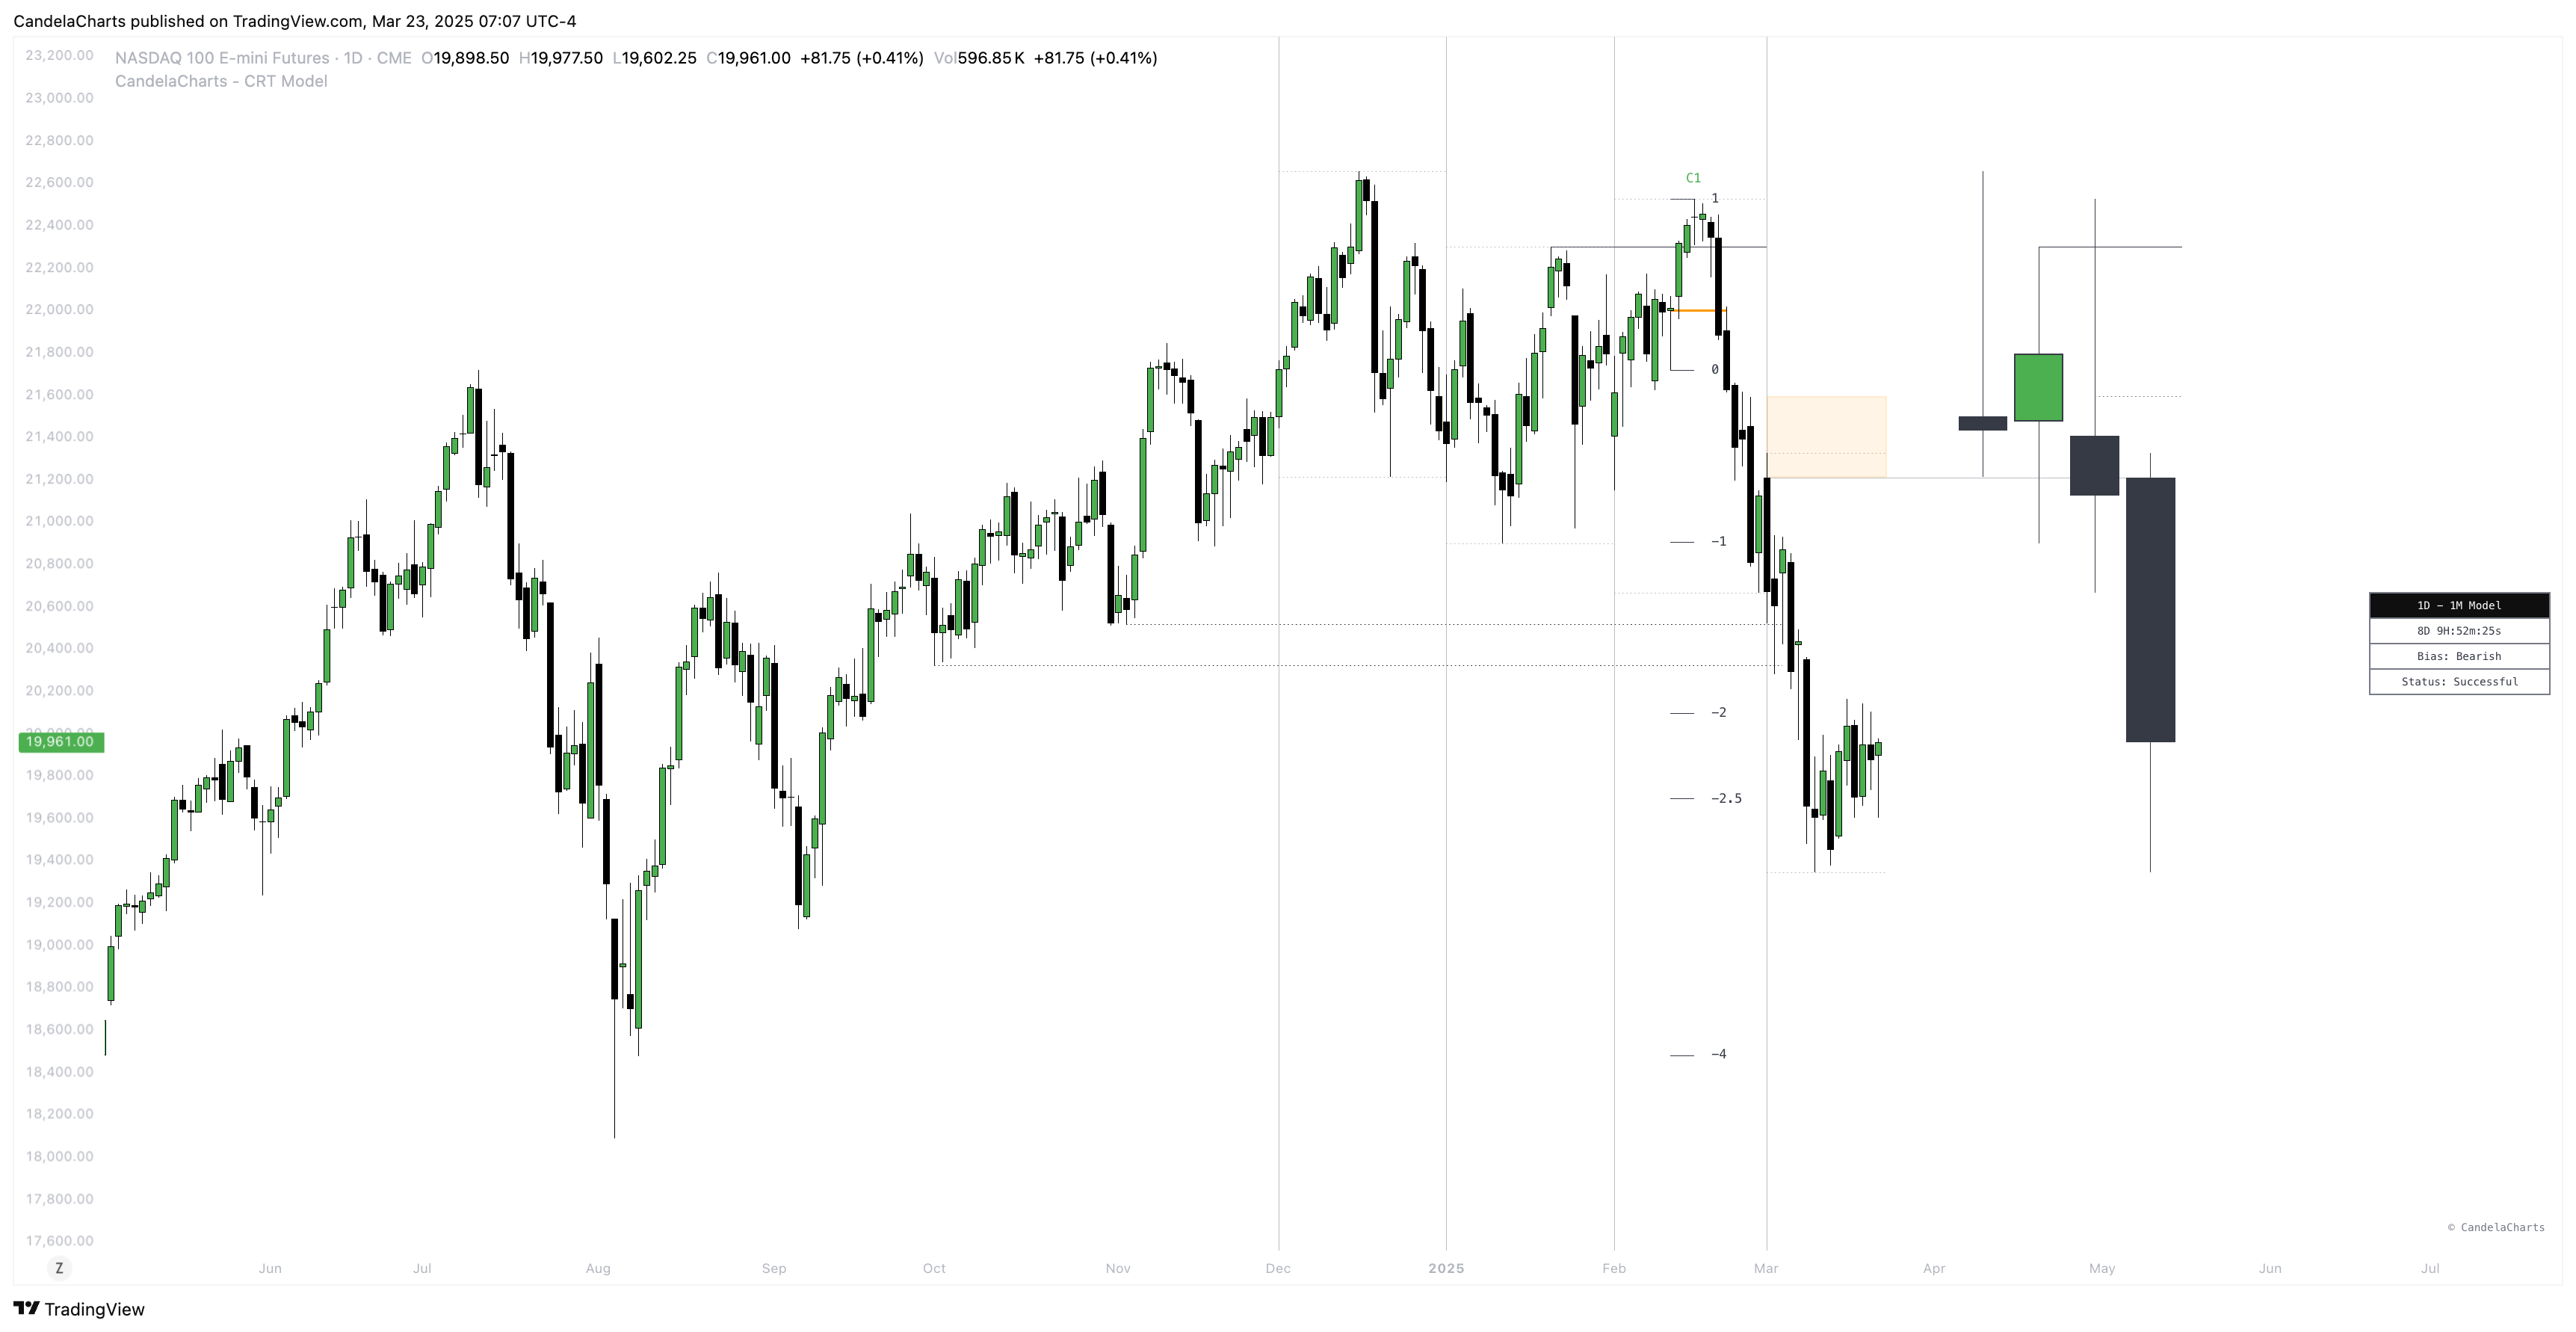 CandelaCharts published on TradingView.com, Mar 23, 2025 07:07 UTC-4
NASDAQ 100 E-mini Futures · 1D · CME O19,898.50 H19,977.50 L19,602.25 C19,961.00 +81.75 (+0.41%) Vol596.85 K +81.75 (+0.41%)
CandelaCharts - CRT Model
23,200.00
23,000.00
22,800.00
22,600.00
22,400.00
22,200.00
22,000.00
21,800.00
21,600.00
21,400.00
21,200.00
21,000.00
20,800.00
20,600.00
20,400.00
20,200.00
19,961.00
19,800.00
19,600.00
19,400.00
19,200.00
19,000.00
18,800.00
18,600.00
18,400.00
18,200.00
18,000.00
17,800.00
17,600.00
C1
1
0
−1
−2
−2.5
−4
1D − 1M Model
8D 9H:52m:25s
Bias: Bearish
Status: Successful
© CandelaCharts
Z
Jun Jul Aug Sep Oct Nov Dec 2025 Feb Mar Apr May Jun Jul
TradingView